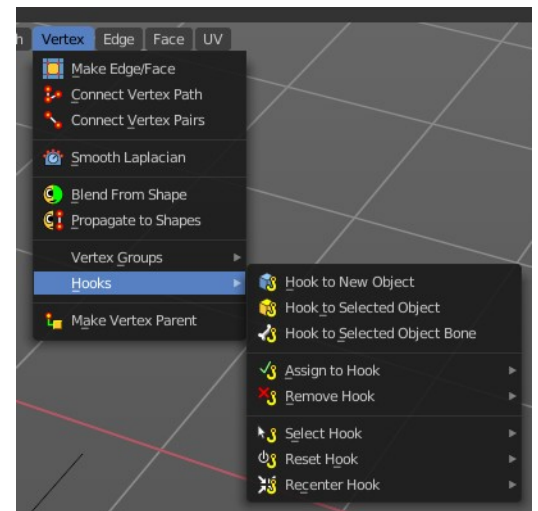 h Vertex Edge Face UV
Make Edge/Face
Connect Vertex Path
Connect Vertex Pairs
Smooth Laplacian
Blend From Shape
Propagate to Shapes
Vertex Groups
Hooks
Make Vertex Parent
Hook to New Object
Hook to Selected Object
Hook to Selected Object Bone
Assign to Hook
Remove Hook
Select Hook
Reset Hook
Recenter Hook